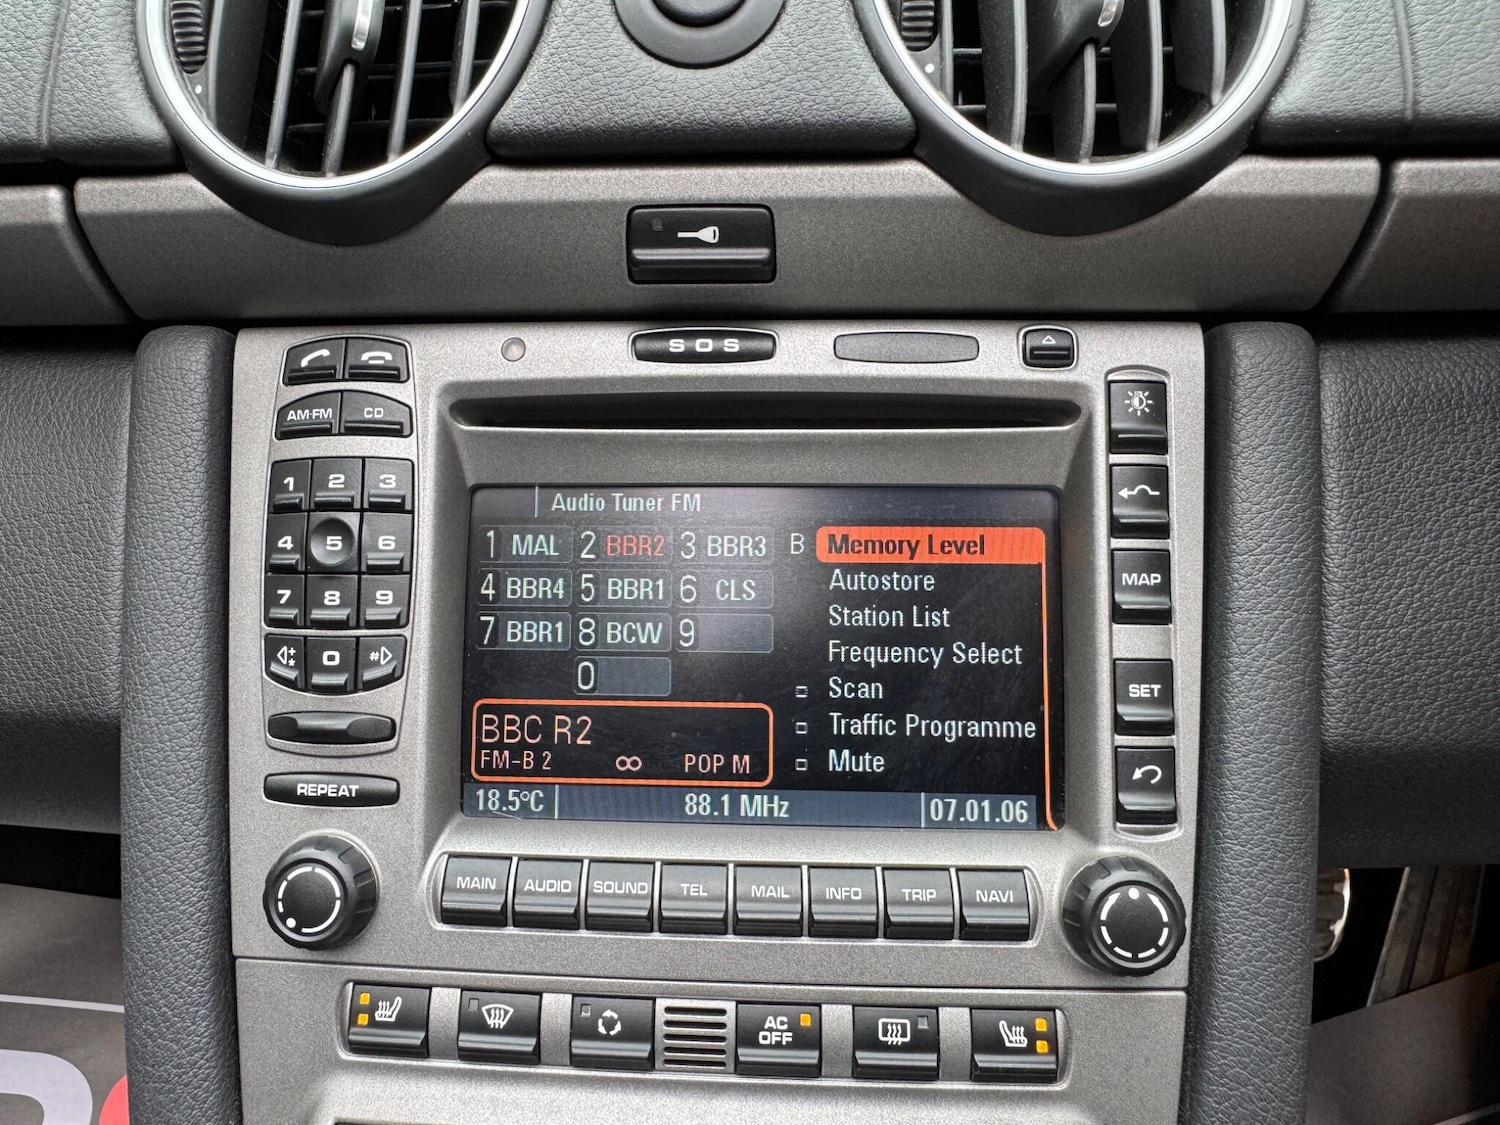 SOS
AM·FM CD
1 2 3
4 5 6
7 8 9
0 #
REPEAT
Audio Tuner FM
1 MAL 2 BBR2 3 BBR3
4 BBR4 5 BBR1 6 CLS
7 BBR1 8 BCW 9
0
B Memory Level
Autostore
Station List
Frequency Select
Scan
Traffic Programme
Mute
BBC R2
FM-B 2 ∞ POP M
18.5°C 88.1 MHz 07.01.06
MAP
SET
MAIN AUDIO SOUND TEL MAIL INFO TRIP NAVI
AC
OFF